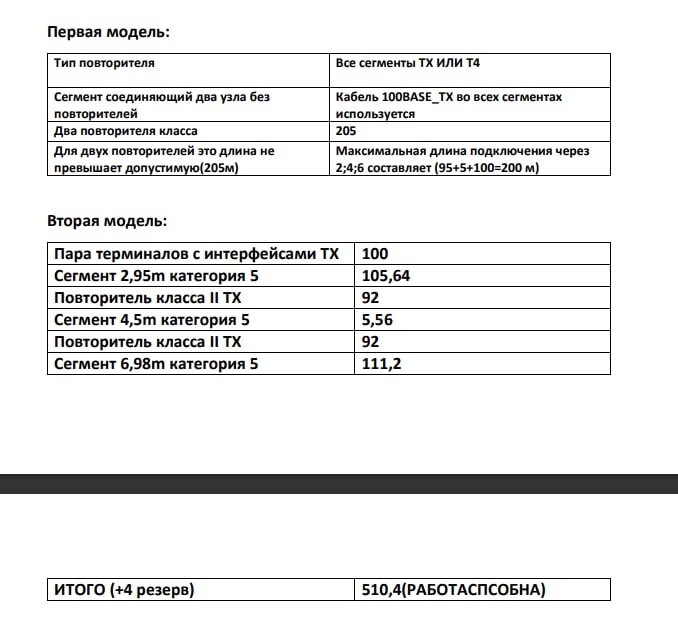 Первая модель:
Тип повторителя
Все сегменты TX ИЛИ T4
Сегмент соединяющий два узла без
повторителей
Кабель 100BASE_TX во всех сегментах
используется
Два повторителя класса
205
Для двух повторителей это длина не
превышает допустимую(205м)
Максимальная длина подключения через
2;4;6 составляет (95+5+100=200 м)
Вторая модель:
Пара терминалов с интерфейсами TX
100
Сегмент 2,95m категория 5
105,64
Повторитель класса II TX
92
Сегмент 4,5m категория 5
5,56
Повторитель класса II TX
92
Сегмент 6,98m категория 5
111,2
ИТОГО (+4 резерв)
510,4(РАБОТАСПСОБНА)